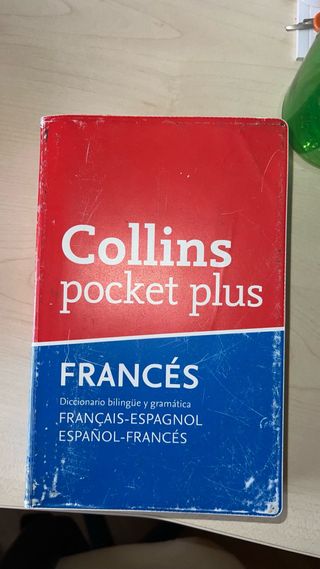 Collins
pocket plus
FRANCÉS
Diccionario bilingüe y gramática
FRANÇAIS-ESPAGNOL
ESPAÑOL-FRANCÉS